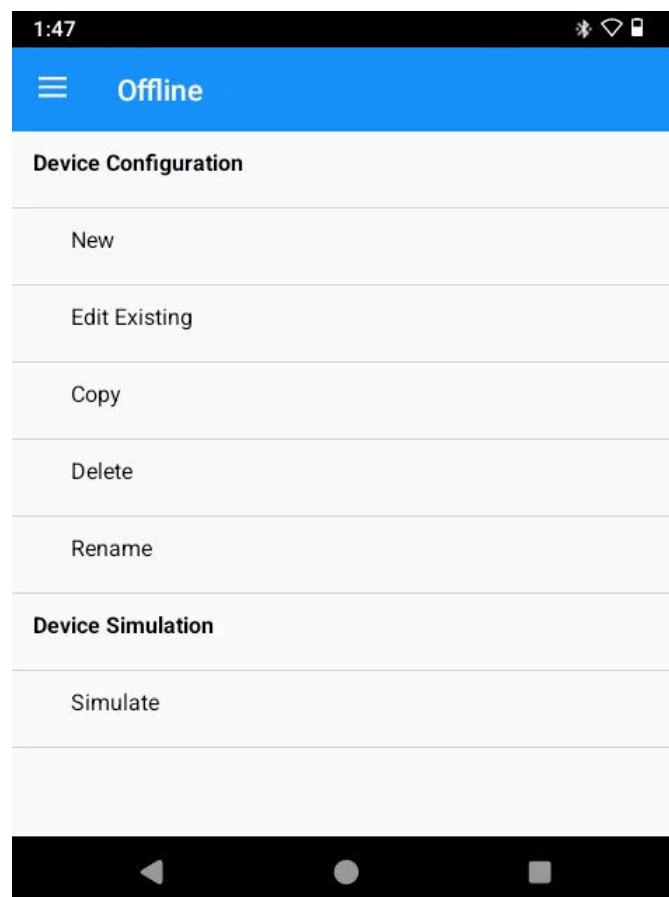 1:47
Offline
Device Configuration
New
Edit Existing
Copy
Delete
Rename
Device Simulation
Simulate